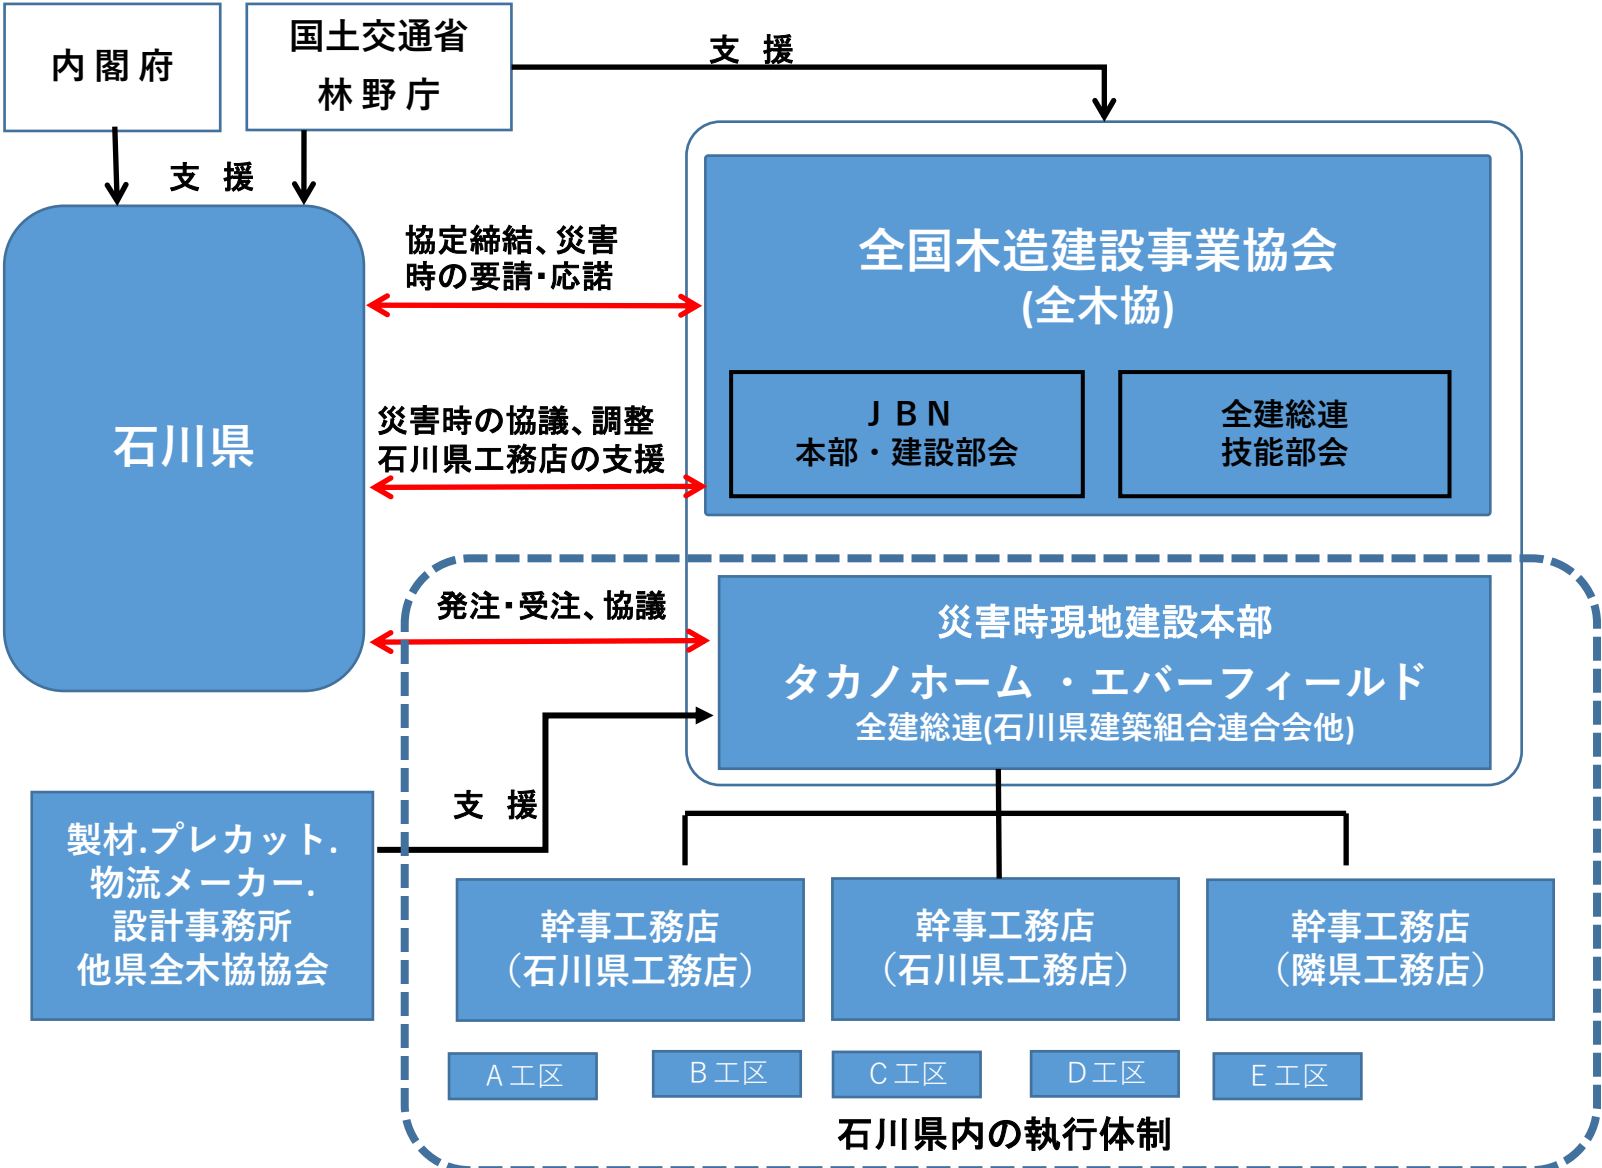 内 閣 府
国土交通省
林 野 庁
支 援
支 援
協定締結、災害
時の要請・応諾
全国木造建設事業協会
(全木協)
ＪＢＮ
本部・建設部会
全建総連
技能部会
石川県
災害時の協議、調整
石川県工務店の支援
発注・受注、協議
災害時現地建設本部
タカノホーム ・エバーフィールド
全建総連(石川県建築組合連合会他)
支 援
製材.プレカット.
物流メーカー.
設計事務所
他県全木協協会
幹事工務店
（石川県工務店）
幹事工務店
（石川県工務店）
幹事工務店
（隣県工務店）
A 工区
B 工区
C 工区
D 工区
E 工区
石川県内の執行体制